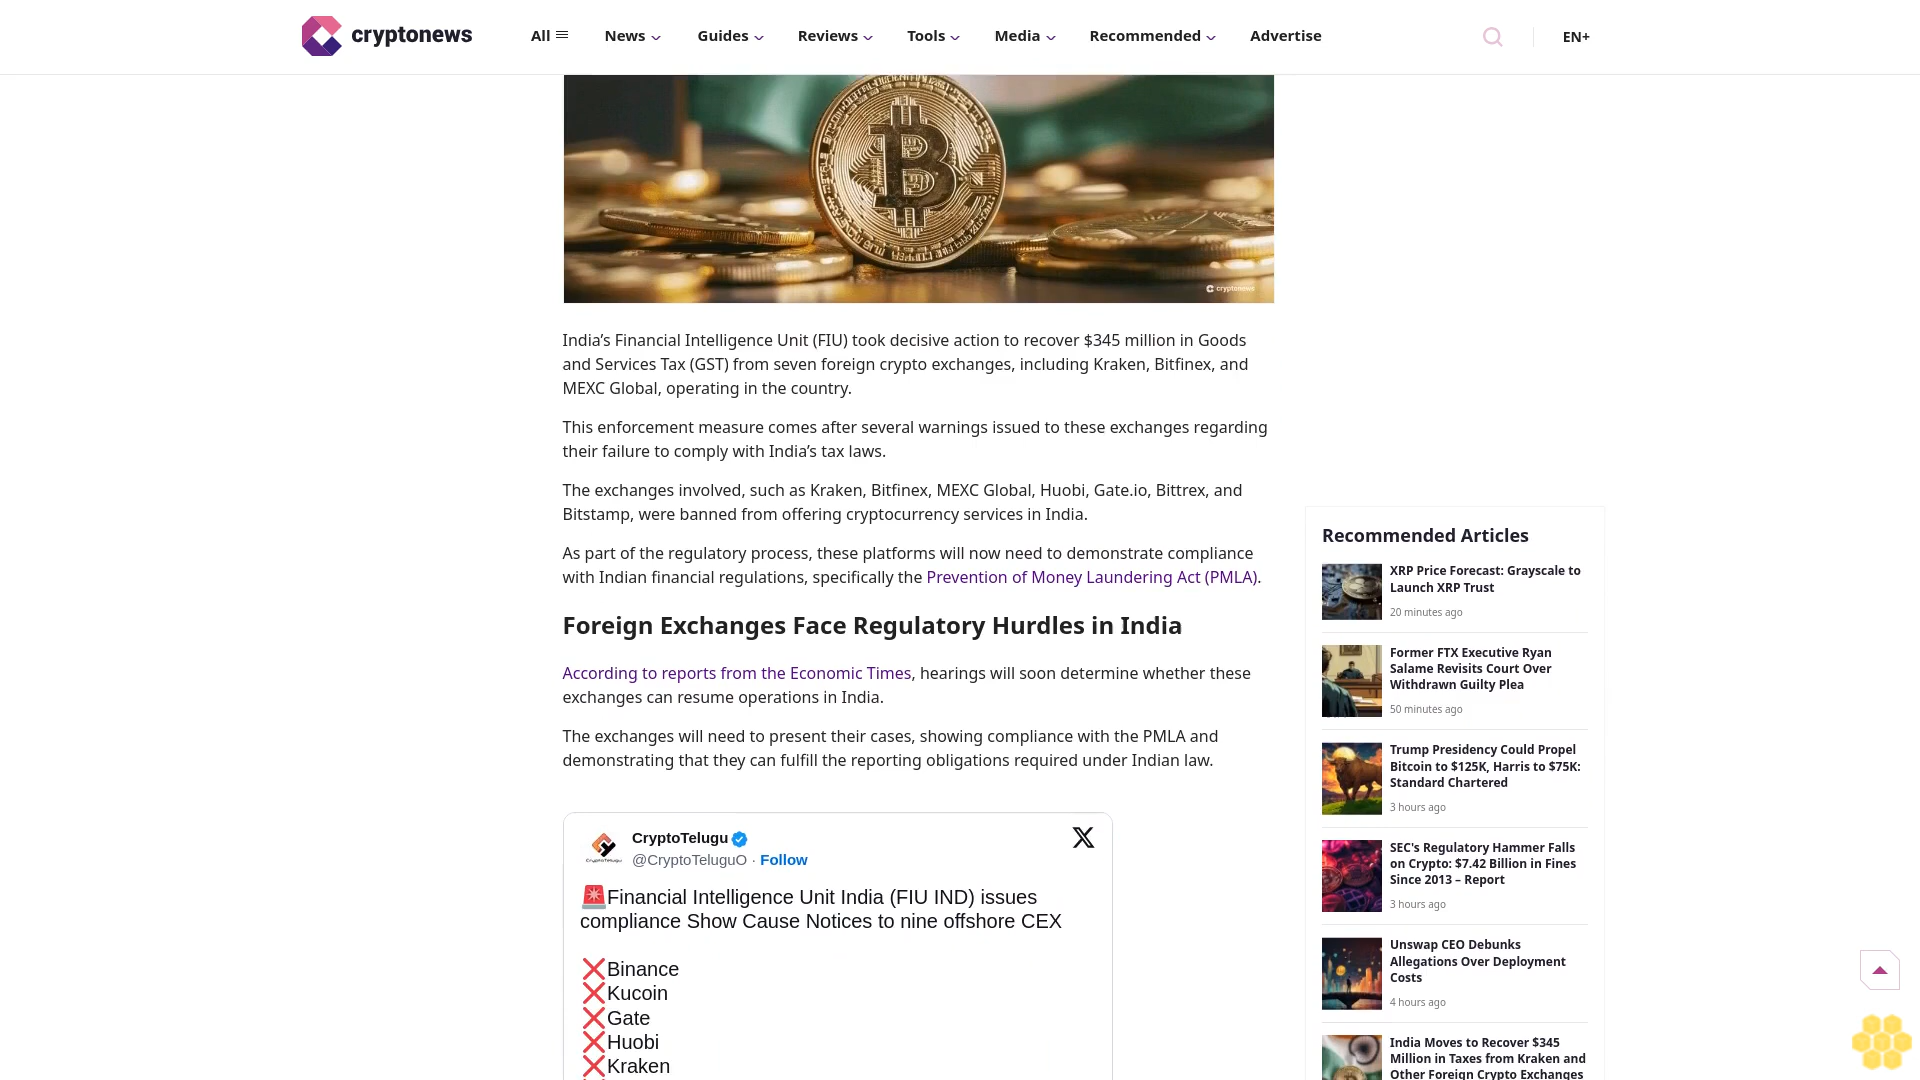 cryptonews
All
News
Guides
Reviews
Tools
Media
Recommended
Advertise
EN+
cryptonews
India’s Financial Intelligence Unit (FIU) took decisive action to recover $345 million in Goods
and Services Tax (GST) from seven foreign crypto exchanges, including Kraken, Bitfinex, and
MEXC Global, operating in the country.
This enforcement measure comes after several warnings issued to these exchanges regarding
their failure to comply with India’s tax laws.
The exchanges involved, such as Kraken, Bitfinex, MEXC Global, Huobi, Gate.io, Bittrex, and
Bitstamp, were banned from offering cryptocurrency services in India.
As part of the regulatory process, these platforms will now need to demonstrate compliance
with Indian financial regulations, specifically the Prevention of Money Laundering Act (PMLA).
Foreign Exchanges Face Regulatory Hurdles in India
According to reports from the Economic Times, hearings will soon determine whether these
exchanges can resume operations in India.
The exchanges will need to present their cases, showing compliance with the PMLA and
demonstrating that they can fulfill the reporting obligations required under Indian law.
CryptoTelugu
@CryptoTeluguO · Follow
🚨Financial Intelligence Unit India (FIU IND) issues
compliance Show Cause Notices to nine offshore CEX
❌Binance
❌Kucoin
❌Gate
❌Huobi
❌Kraken
Recommended Articles
XRP Price Forecast: Grayscale to
Launch XRP Trust
20 minutes ago
Former FTX Executive Ryan
Salame Revisits Court Over
Withdrawn Guilty Plea
50 minutes ago
Trump Presidency Could Propel
Bitcoin to $125K, Harris to $75K:
Standard Chartered
3 hours ago
SEC's Regulatory Hammer Falls
on Crypto: $7.42 Billion in Fines
Since 2013 – Report
3 hours ago
Unswap CEO Debunks
Allegations Over Deployment
Costs
4 hours ago
India Moves to Recover $345
Million in Taxes from Kraken and
Other Foreign Crypto Exchanges